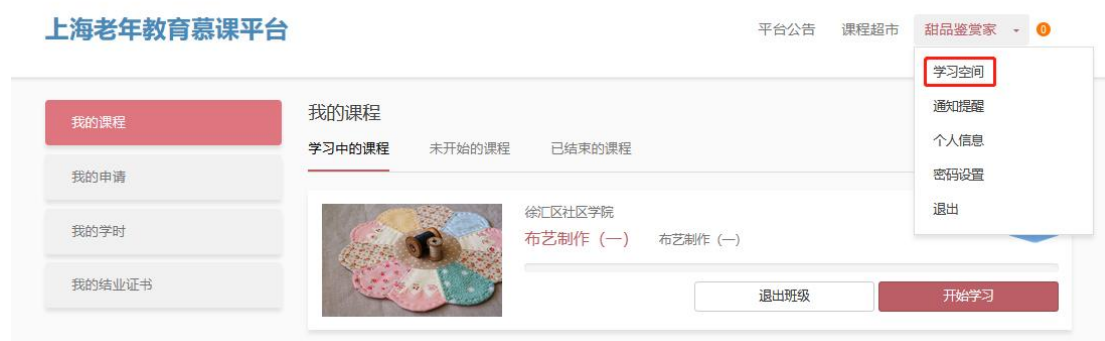 上海老年教育慕课平台
平台公告 课程超市 甜品鉴赏家 0
学习空间
通知提醒
个人信息
密码设置
退出
我的课程
我的申请
我的学时
我的结业证书
我的课程
学习中的课程 未开始的课程 已结束的课程
徐汇区社区学院
布艺制作（一） 布艺制作（一）
退出班级 开始学习